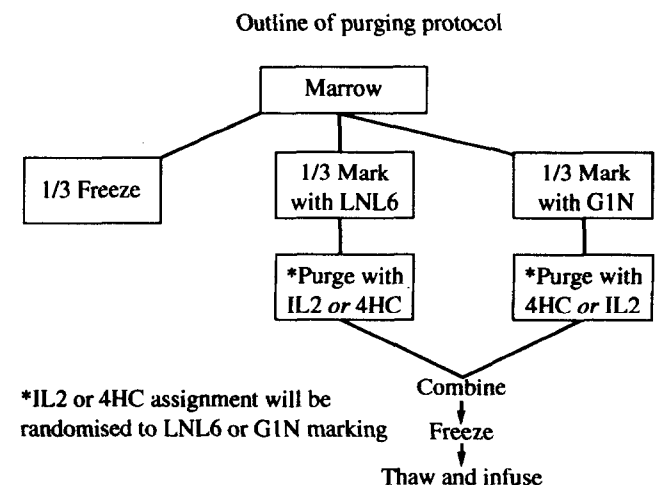 Outline of purging protocol
Marrow
1/3 Freeze
1/3 Mark
with LNL6
1/3 Mark
with G1N
*Purge with
IL2 or 4HC
*Purge with
4HC or IL2
Combine
Freeze
Thaw and infuse
*IL2 or 4HC assignment will be
randomised to LNL6 or G1N marking